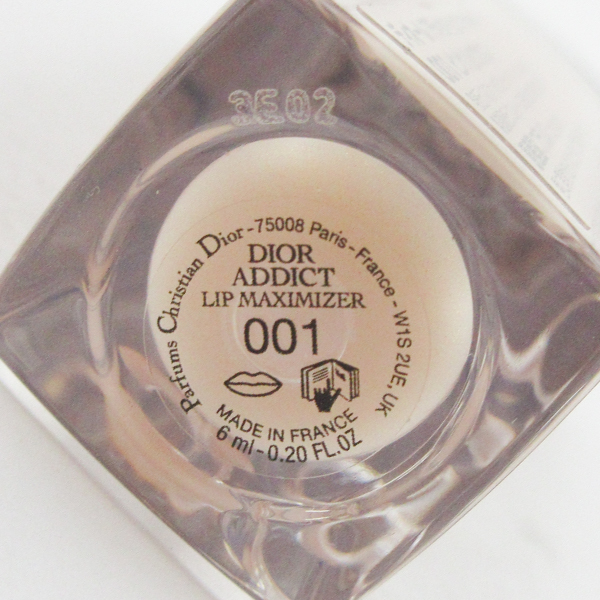 3E02
Parfums Christian Dior - 75008 Paris - France - W1S 2UE, UK
DIOR
ADDICT
LIP MAXIMIZER
001
MADE IN FRANCE
6 ml - 0.20 FL.OZ